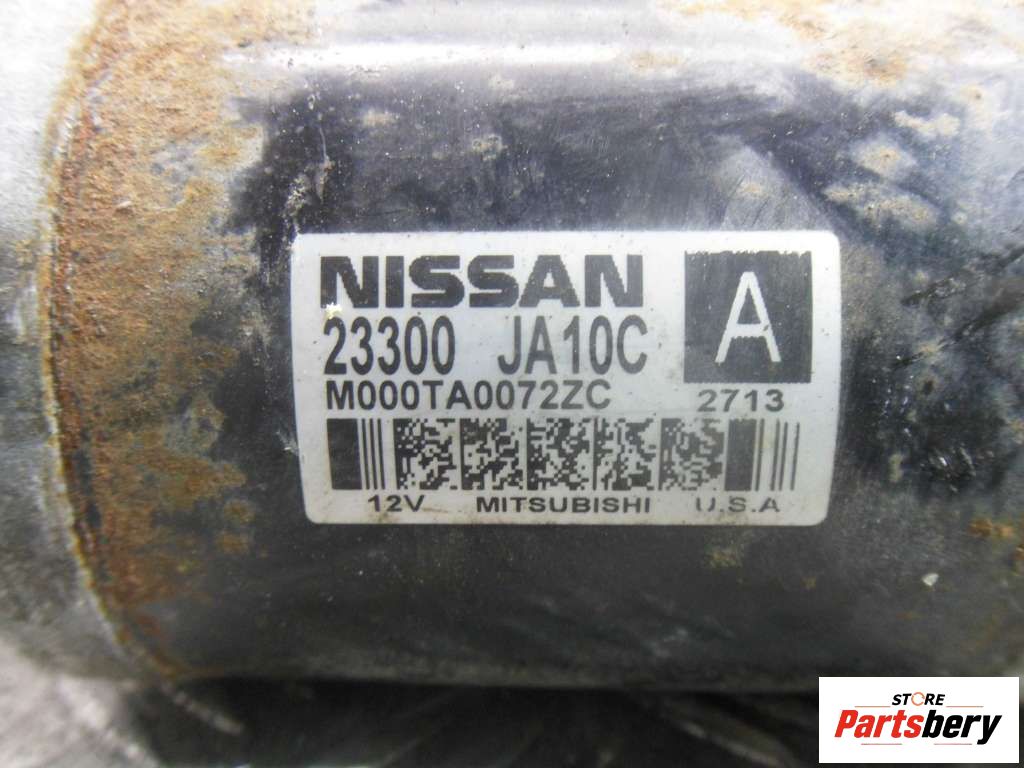 NISSAN
A
23300 JA10C
M000TA0072ZC
2713
12V MITSUBISHI U.S.A
STORE
Partsbery